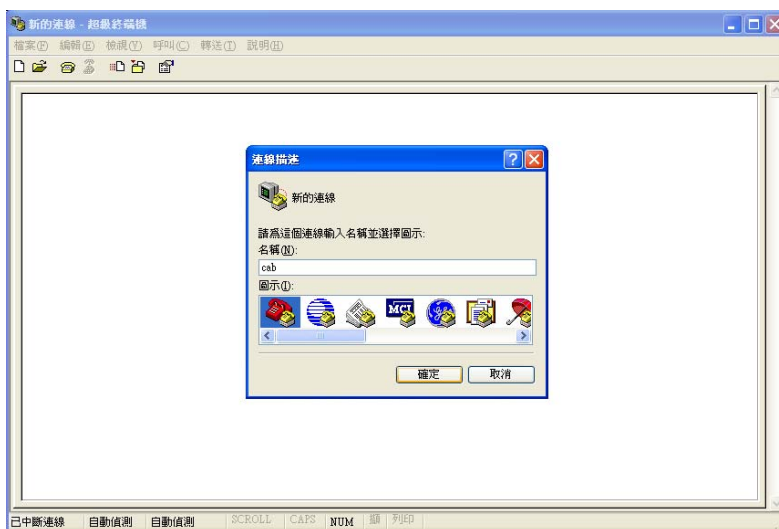 新的連線 - 超級終端機
檔案(F) 編輯(E) 檢視(V) 呼叫(C) 轉送(T) 說明(H)
連線描述
新的連線
請為這個連線輸入名稱並選擇圖示:
名稱(N):
cab
圖示(I):
MCI
確定 取消
已中斷連線 自動偵測 自動偵測 SCROLL CAPS NUM 擷 列印